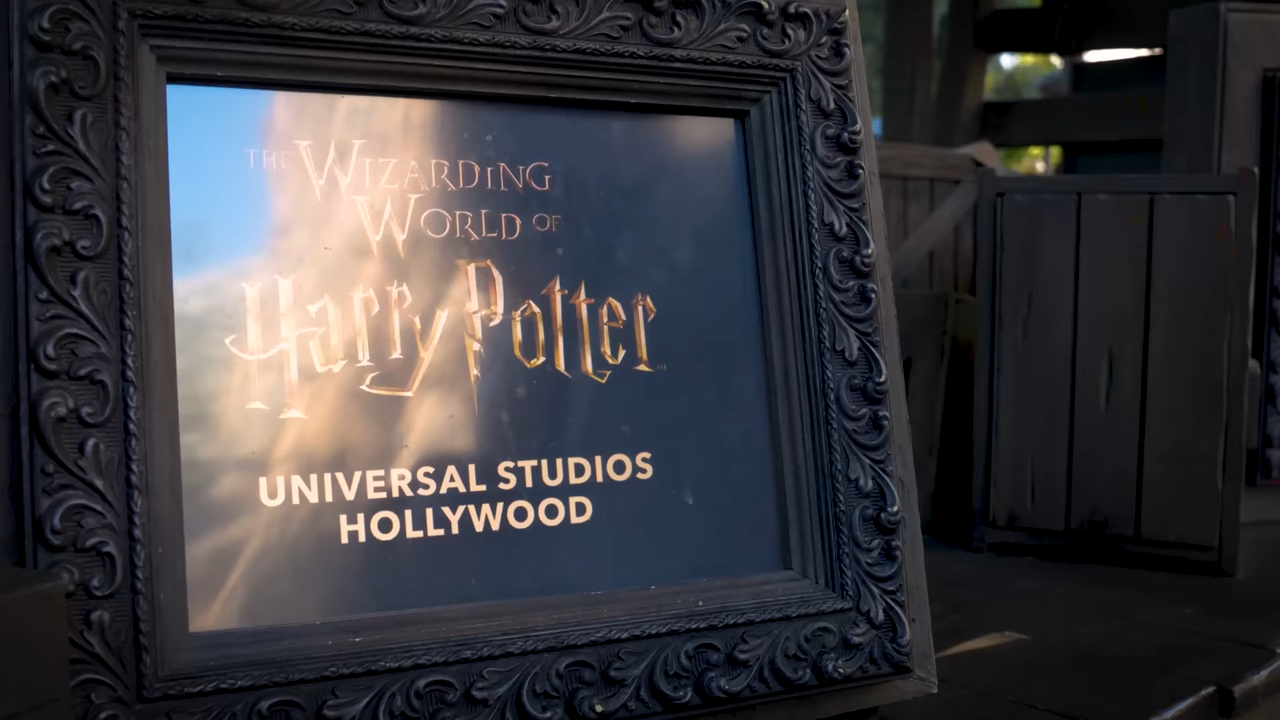 THE WIZARDING
WORLD OF
Harry Potter
UNIVERSAL STUDIOS
HOLLYWOOD